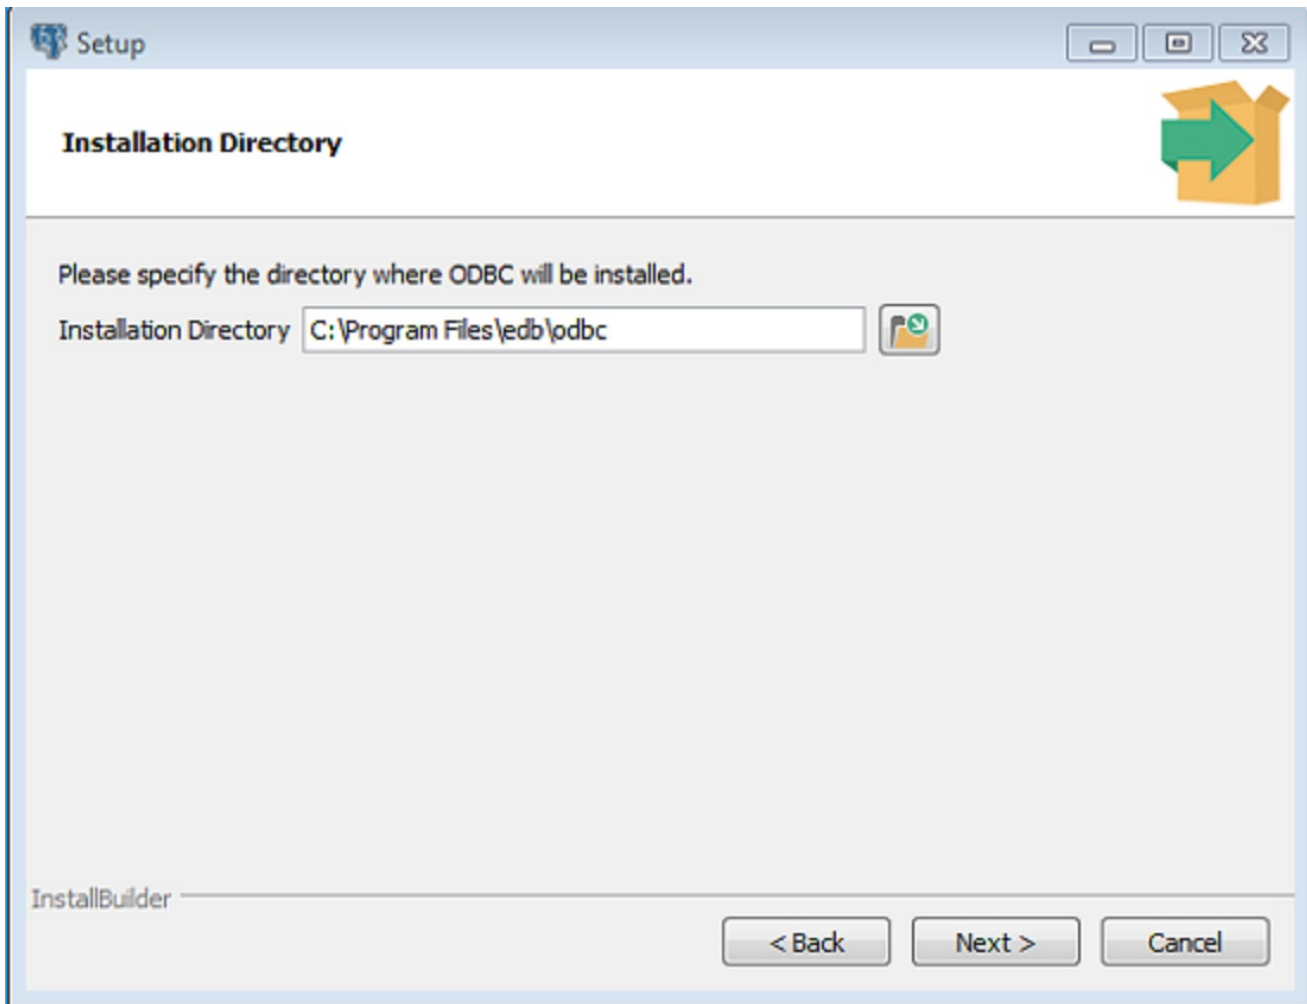 Setup
Installation Directory
Please specify the directory where ODBC will be installed.
Installation Directory C:\Program Files\edb\odbc
InstallBuilder
< Back Next > Cancel